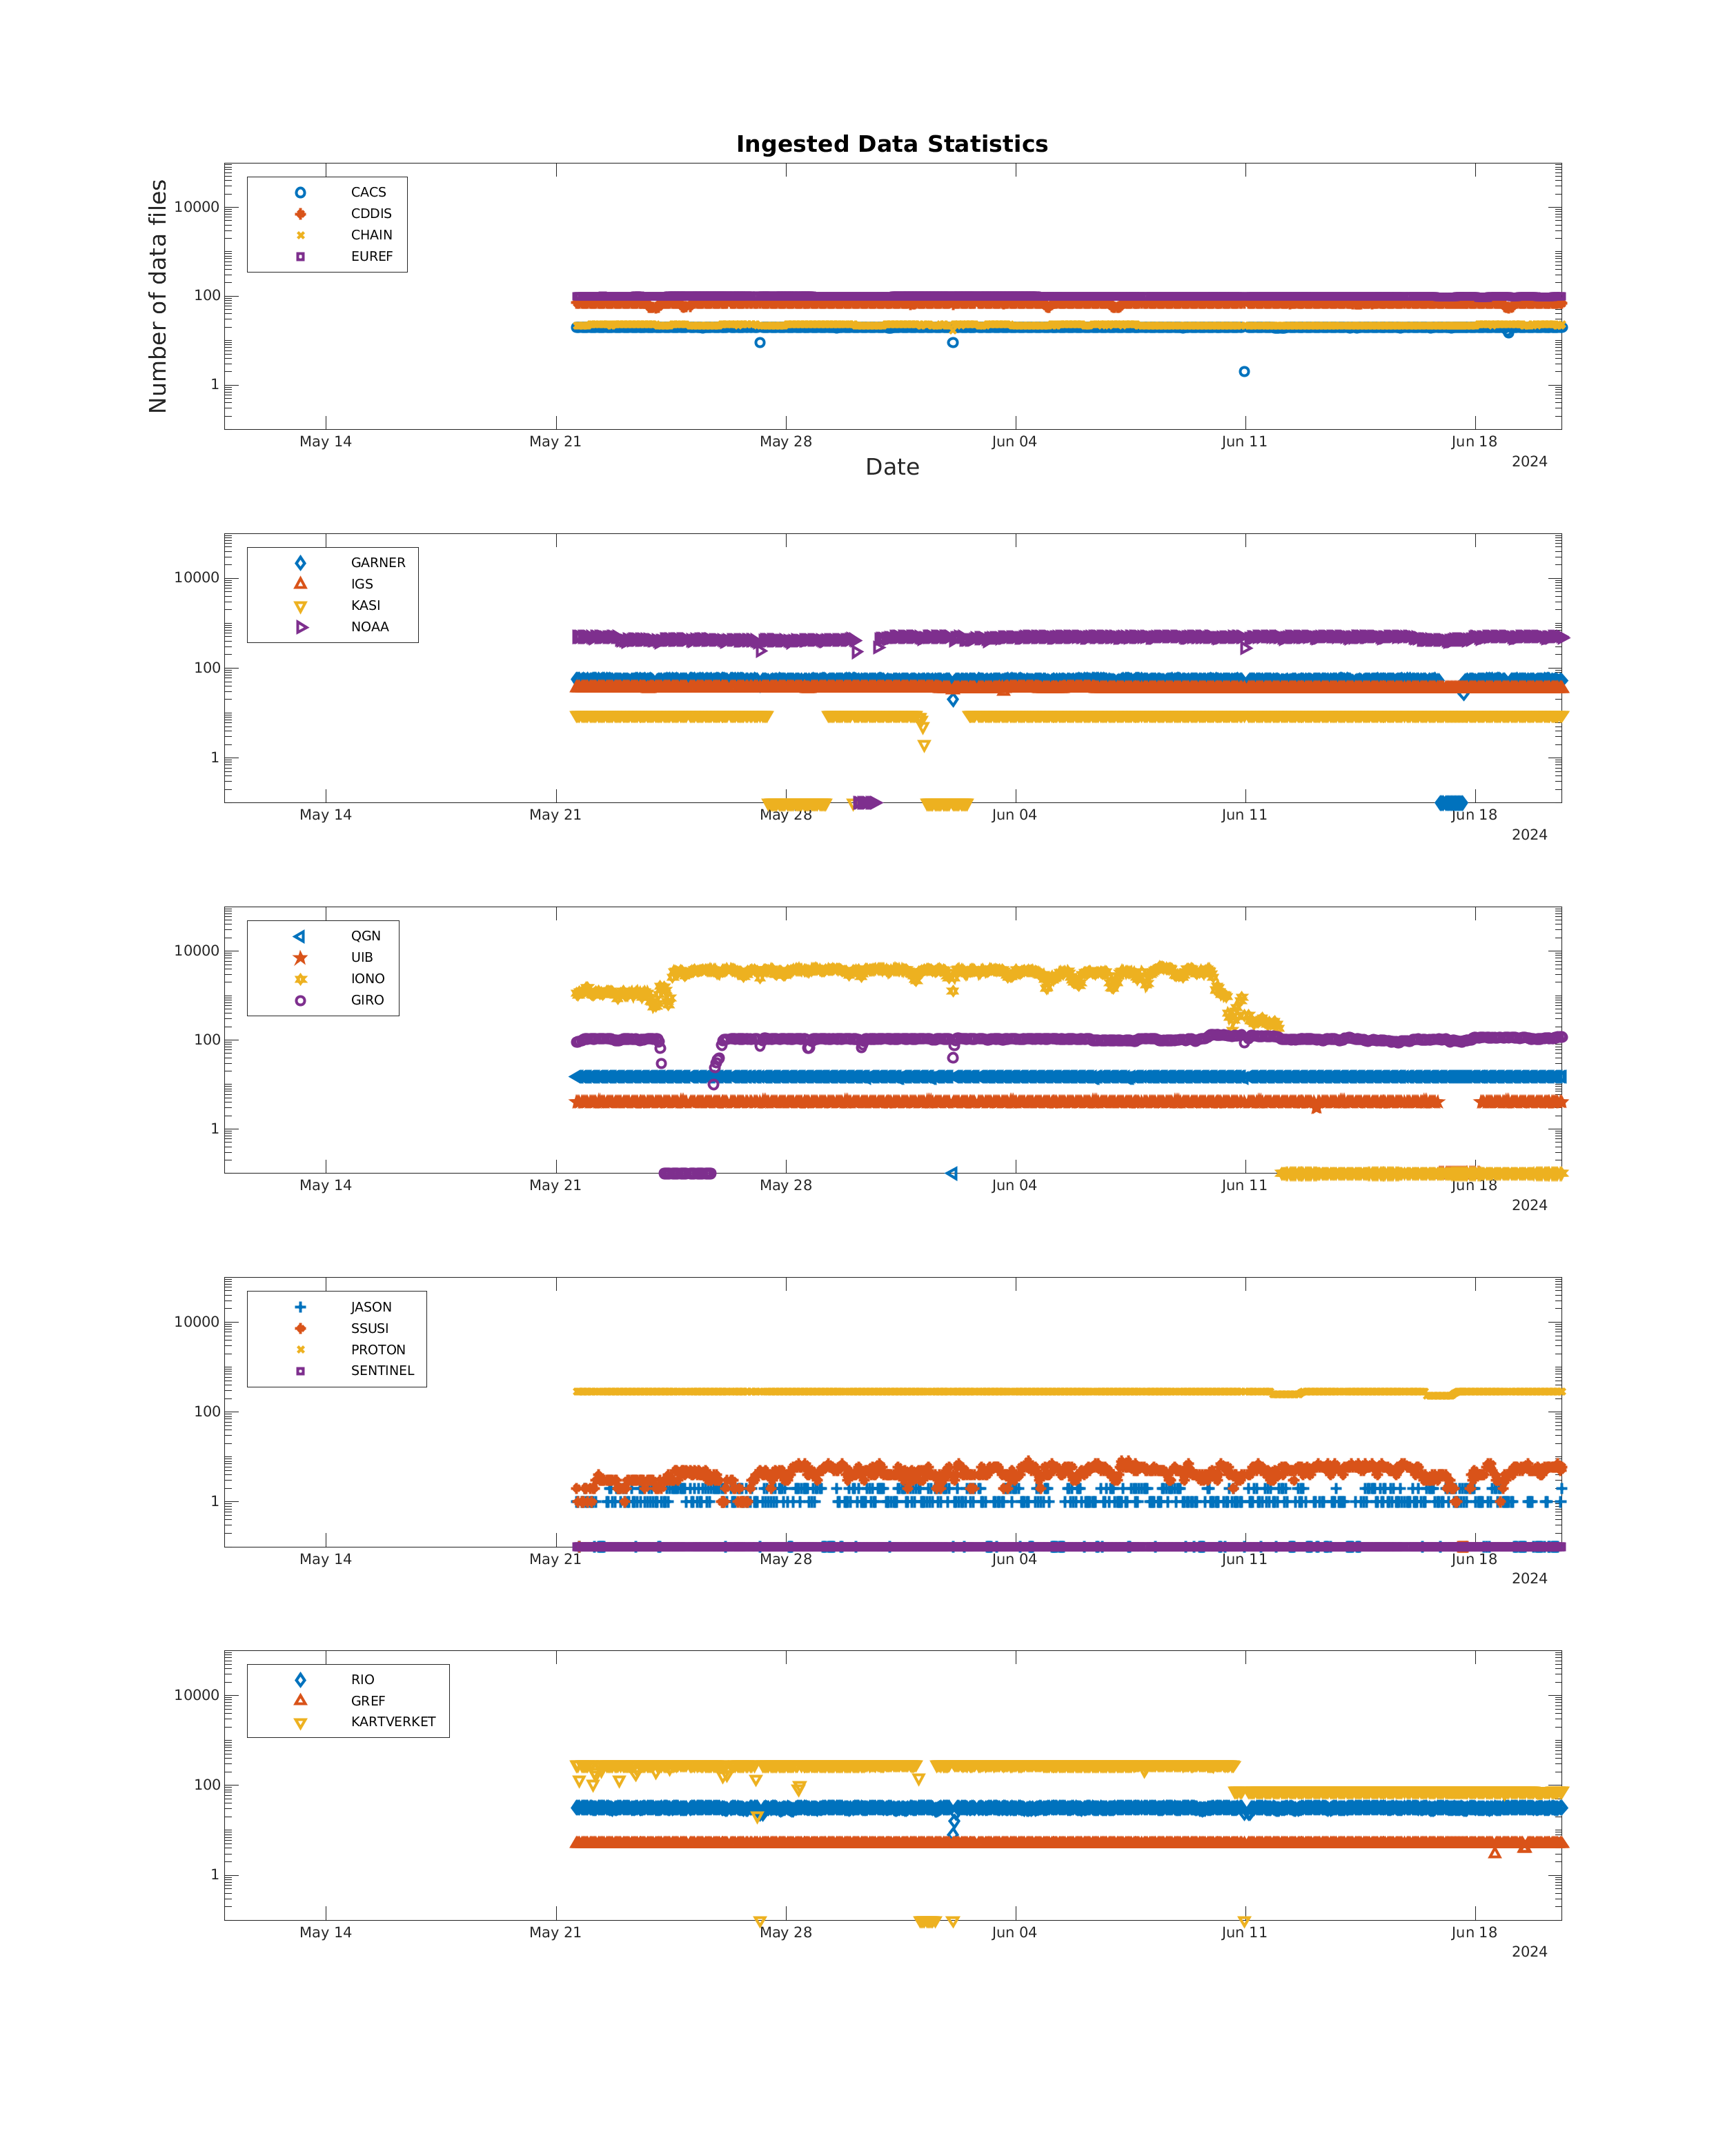 Ingested Data Statistics
Number of data files
10000
100
1
CACS
CDDIS
CHAIN
EUREF
May 14 May 21 May 28 Jun 04 Jun 11 Jun 18
2024
Date
10000
100
1
GARNER
IGS
KASI
NOAA
May 14 May 21 May 28 Jun 04 Jun 11 Jun 18
2024
10000
100
1
QGN
UIB
IONO
GIRO
May 14 May 21 May 28 Jun 04 Jun 11 Jun 18
2024
10000
100
1
JASON
SSUSI
PROTON
SENTINEL
May 14 May 21 May 28 Jun 04 Jun 11 Jun 18
2024
10000
100
1
RIO
GREF
KARTVERKET
May 14 May 21 May 28 Jun 04 Jun 11 Jun 18
2024